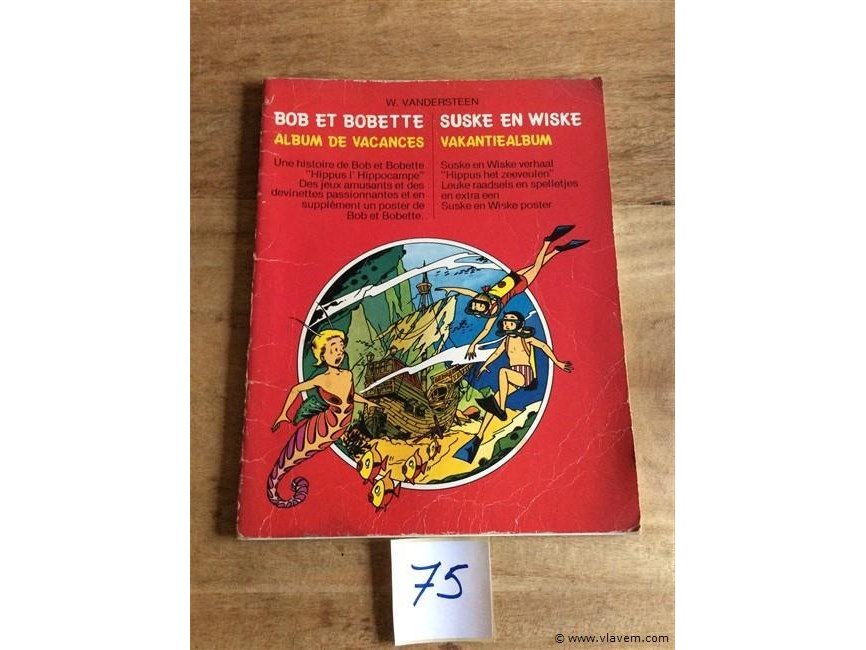 W. VANDERSTEEN
BOB ET BOBETTE
ALBUM DE VACANCES
Une histoire de Bob et Bobette
"Hippus l' Hippocampe"
Des jeux amusants et des
devinettes passionnantes et en
supplèment un poster de
Bob et Bobette.
SUSKE EN WISKE
VAKANTIEALBUM
Suske en Wiske verhaal
"Hippus het zeeveulen"
Leuke raadsels en spelletjes
en extra een
Suske en Wiske poster
75
© www.vlavem.com